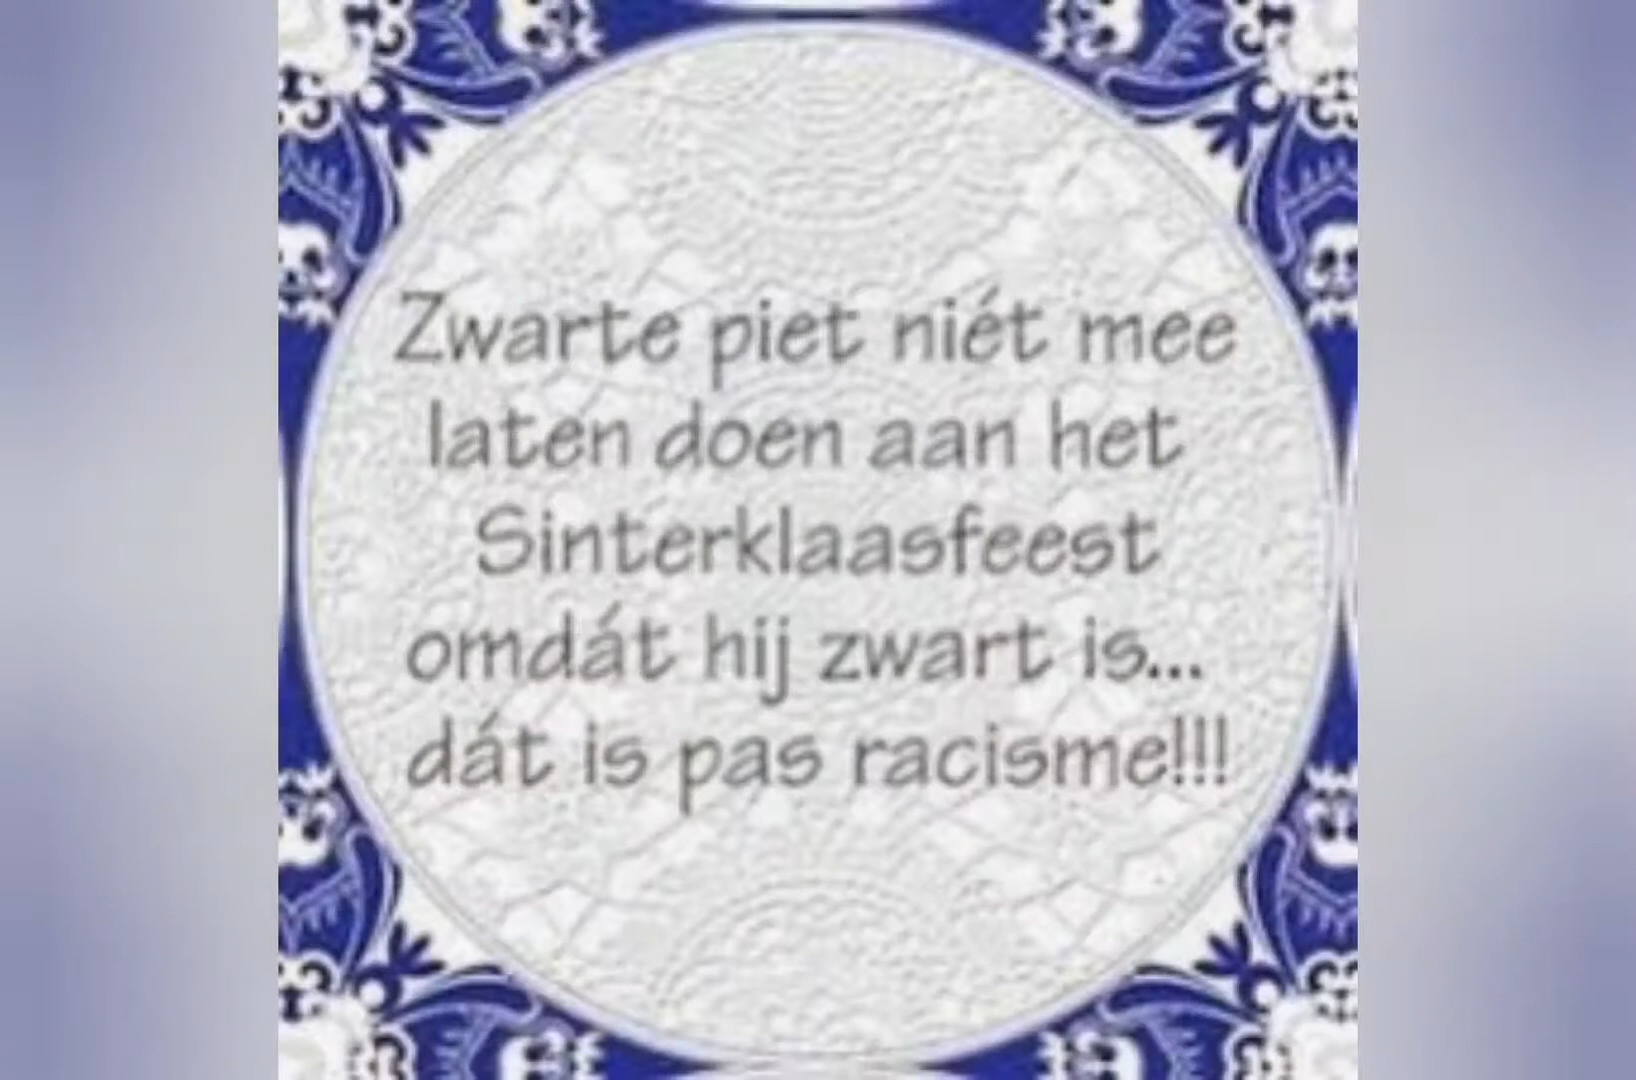 Zwarte piet niét mee
laten doen aan het
Sinterklaasfeest
omdát hij zwart is...
dát is pas racisme!!!